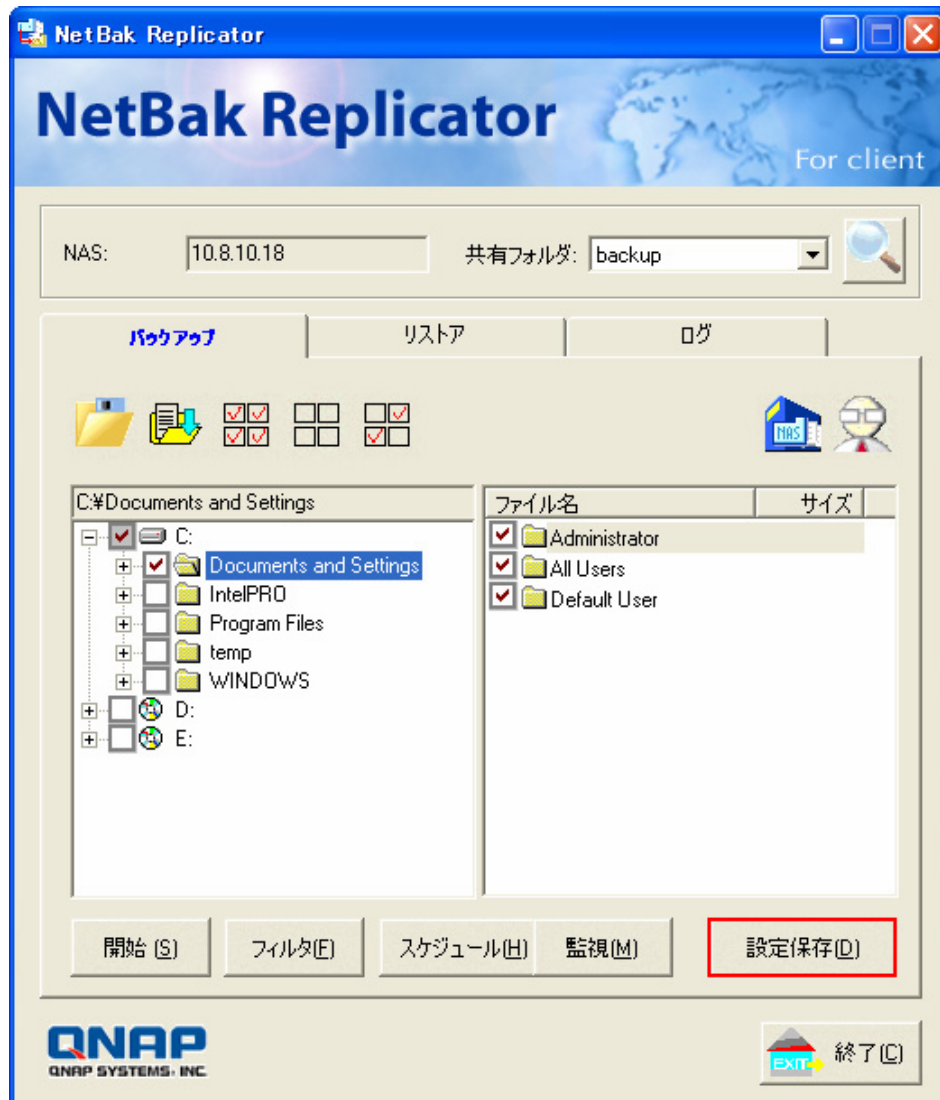 NetBak Replicator
NetBak Replicator
For client
NAS: 10.8.10.18 共有フォルダ: backup
バックアップ リストア ログ
NAS
C:¥Documents and Settings
ファイル名 サイズ
C:
Documents and Settings
IntelPRO
Program Files
temp
WINDOWS
D:
E:
Administrator
All Users
Default User
開始 (S) フィルタ(F) スケジュール(H) 監視(M) 設定保存(D)
QNAP
QNAP SYSTEMS, INC
EXIT 終了(C)